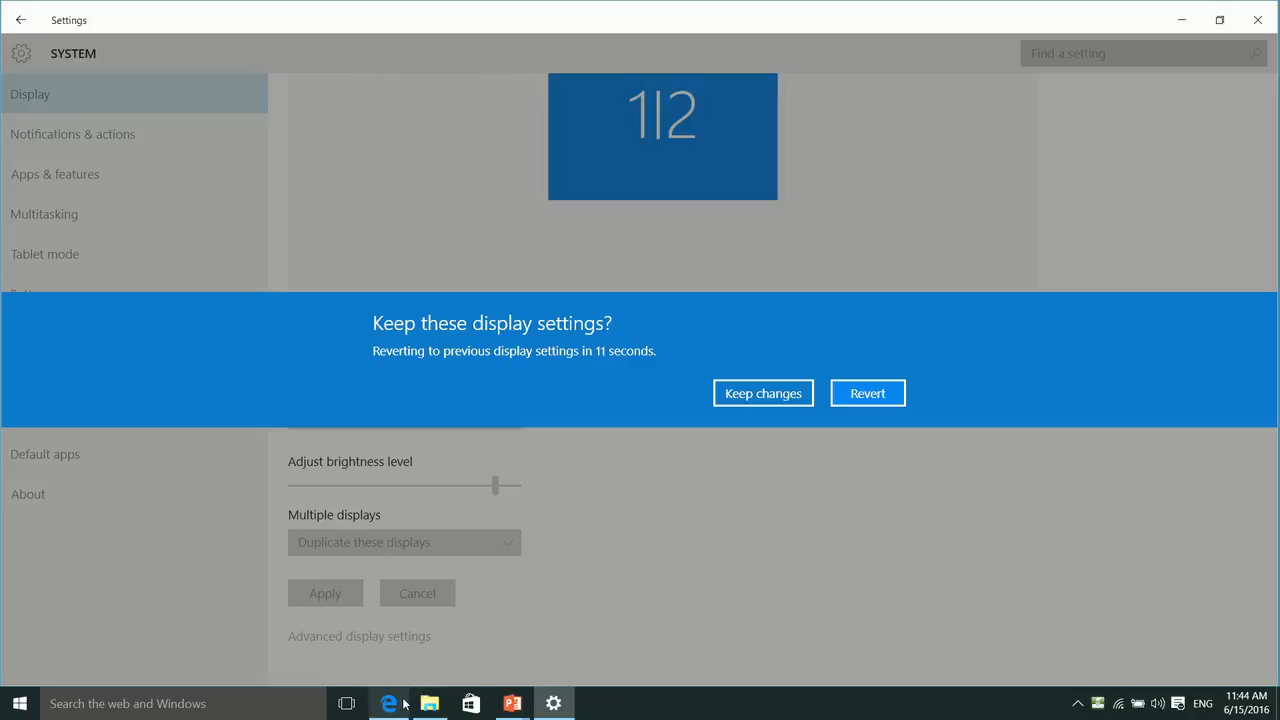 Settings
SYSTEM
Find a setting
Display
1|2
Notifications & actions
Apps & features
Multitasking
Tablet mode
Keep these display settings?
Reverting to previous display settings in 11 seconds.
Keep changes
Revert
Default apps
Adjust brightness level
About
Multiple displays
Duplicate these displays
Apply
Cancel
Advanced display settings
Search the web and Windows
ENG
11:44 AM
6/15/2016